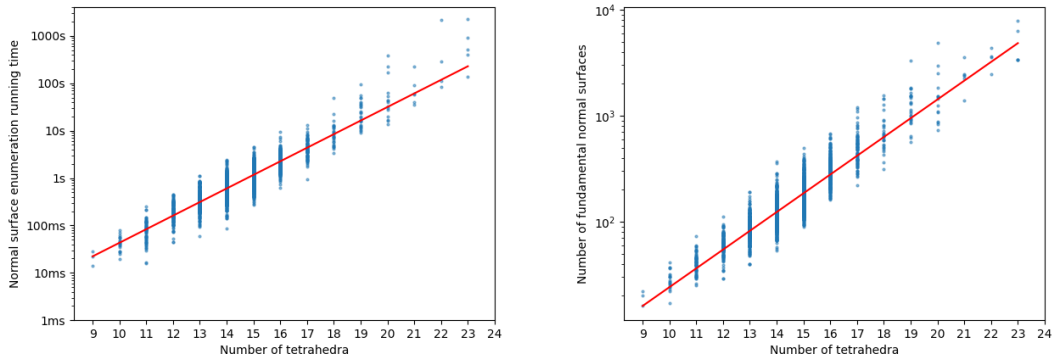 Normal surface enumeration running time
1000s
100s
10s
1s
100ms
10ms
1ms
9 10 11 12 13 14 15 16 17 18 19 20 21 22 23 24
Number of tetrahedra
Number of fundamental normal surfaces
10⁴
10³
10²
9 10 11 12 13 14 15 16 17 18 19 20 21 22 23 24
Number of tetrahedra